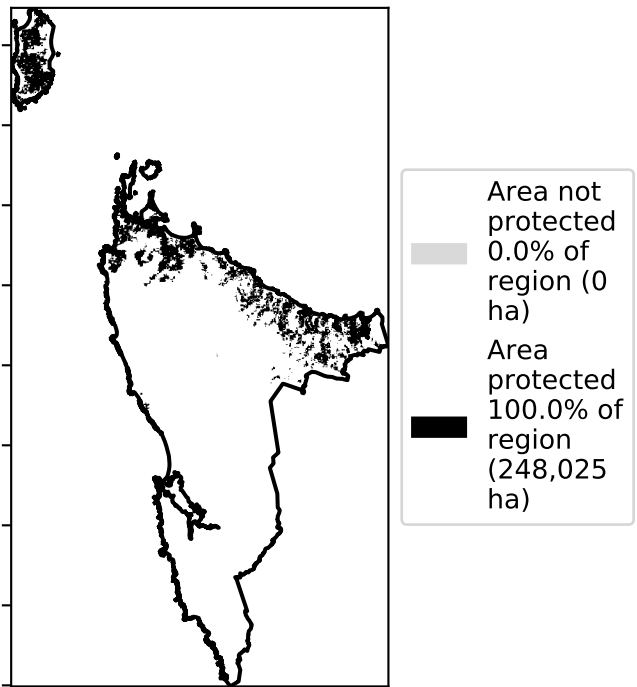 Area not
protected
0.0% of
region (0
ha)
Area
protected
100.0% of
region
(248,025
ha)